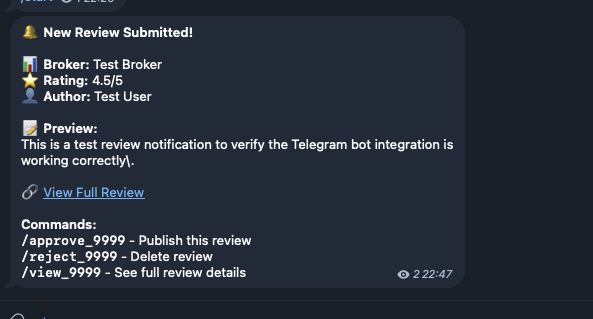 🔔 New Review Submitted!
📊 Broker: Test Broker
⭐ Rating: 4.5/5
👤 Author: Test User
📝 Preview:
This is a test review notification to verify the Telegram bot integration is
working correctly\.
🔗 View Full Review
Commands:
/approve_9999 - Publish this review
/reject_9999 - Delete review
/view_9999 - See full review details
2 22:47